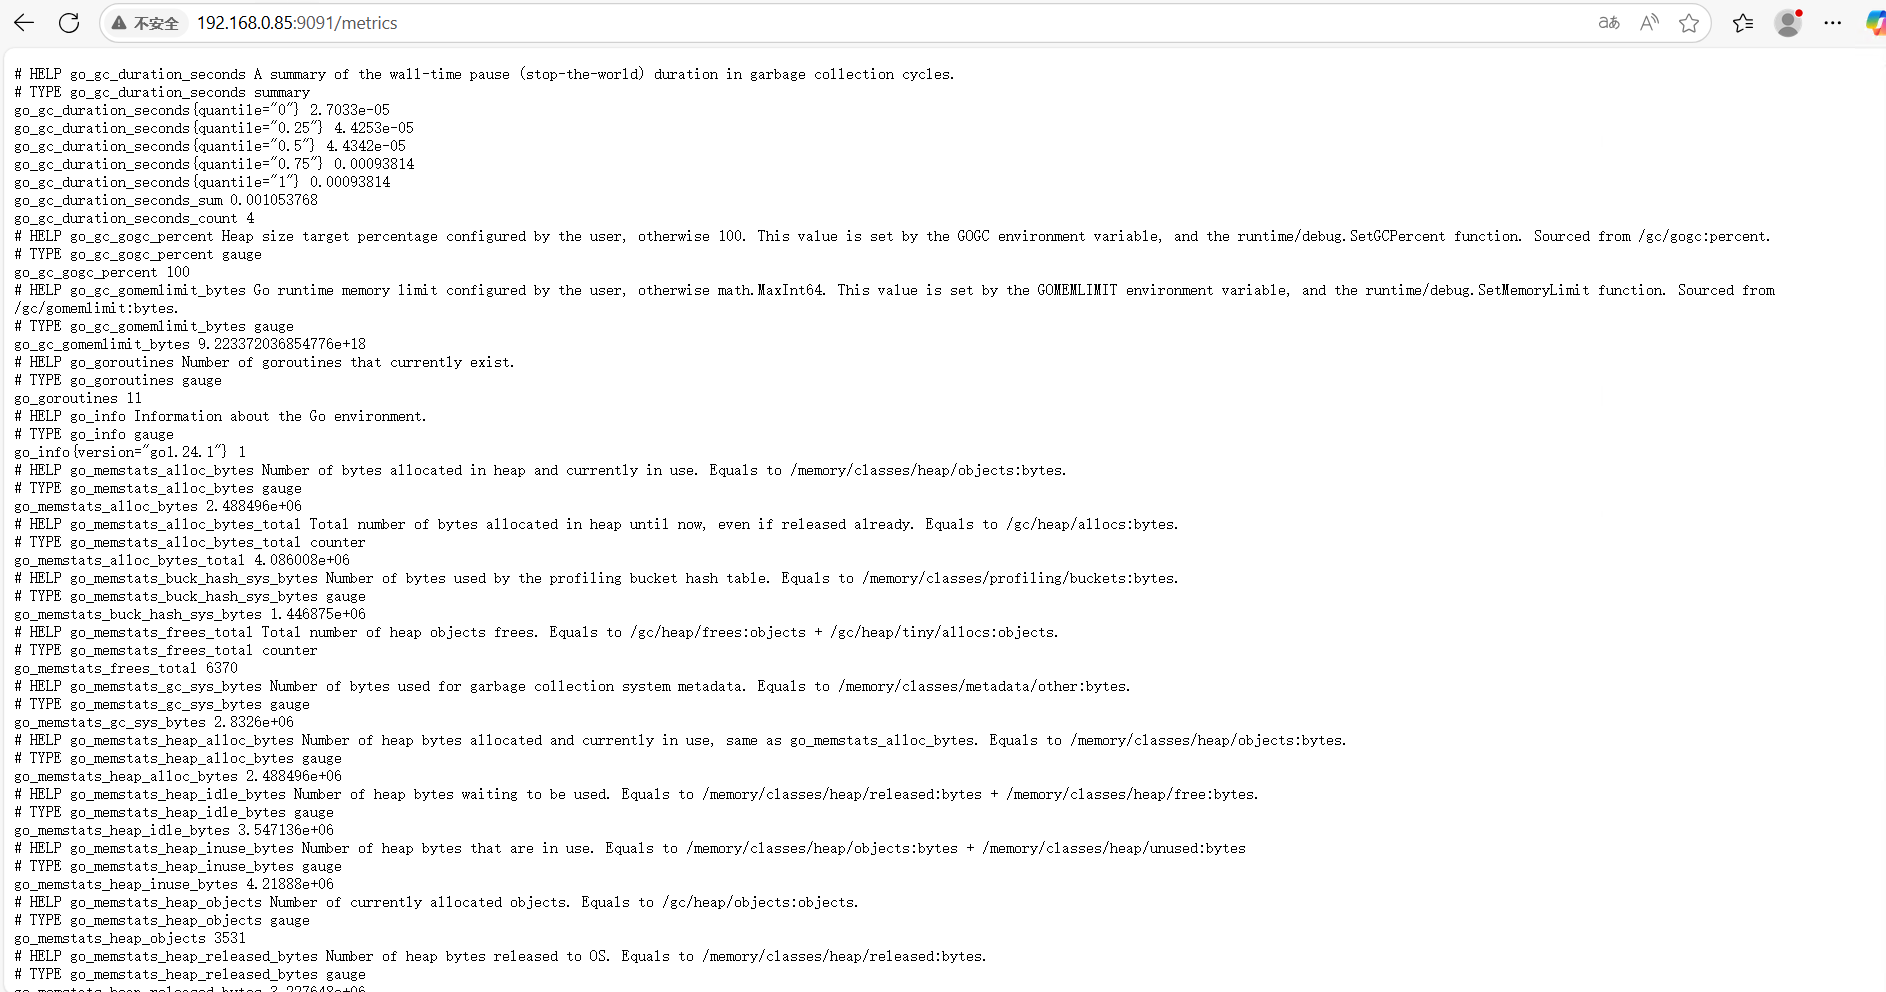 不安全 192.168.0.85:9091/metrics
# HELP go_gc_duration_seconds A summary of the wall-time pause (stop-the-world) duration in garbage collection cycles.
# TYPE go_gc_duration_seconds summary
go_gc_duration_seconds{quantile="0"} 2.7033e-05
go_gc_duration_seconds{quantile="0.25"} 4.4253e-05
go_gc_duration_seconds{quantile="0.5"} 4.4342e-05
go_gc_duration_seconds{quantile="0.75"} 0.00093814
go_gc_duration_seconds{quantile="1"} 0.00093814
go_gc_duration_seconds_sum 0.001053768
go_gc_duration_seconds_count 4
# HELP go_gc_gogc_percent Heap size target percentage configured by the user, otherwise 100. This value is set by the GOGC environment variable, and the runtime/debug.SetGCPercent function. Sourced from /gc/gogc:percent.
# TYPE go_gc_gogc_percent gauge
go_gc_gogc_percent 100
# HELP go_gc_gomemlimit_bytes Go runtime memory limit configured by the user, otherwise math.MaxInt64. This value is set by the GOMEMLIMIT environment variable, and the runtime/debug.SetMemoryLimit function. Sourced from
/gc/gomemlimit:bytes.
# TYPE go_gc_gomemlimit_bytes gauge
go_gc_gomemlimit_bytes 9.223372036854776e+18
# HELP go_goroutines Number of goroutines that currently exist.
# TYPE go_goroutines gauge
go_goroutines 11
# HELP go_info Information about the Go environment.
# TYPE go_info gauge
go_info{version="go1.24.1"} 1
# HELP go_memstats_alloc_bytes Number of bytes allocated in heap and currently in use. Equals to /memory/classes/heap/objects:bytes.
# TYPE go_memstats_alloc_bytes gauge
go_memstats_alloc_bytes 2.488496e+06
# HELP go_memstats_alloc_bytes_total Total number of bytes allocated in heap until now, even if released already. Equals to /gc/heap/allocs:bytes.
# TYPE go_memstats_alloc_bytes_total counter
go_memstats_alloc_bytes_total 4.086008e+06
# HELP go_memstats_buck_hash_sys_bytes Number of bytes used by the profiling bucket hash table. Equals to /memory/classes/profiling/buckets:bytes.
# TYPE go_memstats_buck_hash_sys_bytes gauge
go_memstats_buck_hash_sys_bytes 1.446875e+06
# HELP go_memstats_frees_total Total number of heap objects frees. Equals to /gc/heap/frees:objects + /gc/heap/tiny/allocs:objects.
# TYPE go_memstats_frees_total counter
go_memstats_frees_total 6370
# HELP go_memstats_gc_sys_bytes Number of bytes used for garbage collection system metadata. Equals to /memory/classes/metadata/other:bytes.
# TYPE go_memstats_gc_sys_bytes gauge
go_memstats_gc_sys_bytes 2.8326e+06
# HELP go_memstats_heap_alloc_bytes Number of heap bytes allocated and currently in use, same as go_memstats_alloc_bytes. Equals to /memory/classes/heap/objects:bytes.
# TYPE go_memstats_heap_alloc_bytes gauge
go_memstats_heap_alloc_bytes 2.488496e+06
# HELP go_memstats_heap_idle_bytes Number of heap bytes waiting to be used. Equals to /memory/classes/heap/released:bytes + /memory/classes/heap/free:bytes.
# TYPE go_memstats_heap_idle_bytes gauge
go_memstats_heap_idle_bytes 3.547136e+06
# HELP go_memstats_heap_inuse_bytes Number of heap bytes that are in use. Equals to /memory/classes/heap/objects:bytes + /memory/classes/heap/unused:bytes
# TYPE go_memstats_heap_inuse_bytes gauge
go_memstats_heap_inuse_bytes 4.21888e+06
# HELP go_memstats_heap_objects Number of currently allocated objects. Equals to /gc/heap/objects:objects.
# TYPE go_memstats_heap_objects gauge
go_memstats_heap_objects 3531
# HELP go_memstats_heap_released_bytes Number of heap bytes released to OS. Equals to /memory/classes/heap/released:bytes.
# TYPE go_memstats_heap_released_bytes gauge
go_memstats_heap_released_bytes 3.227648e+06